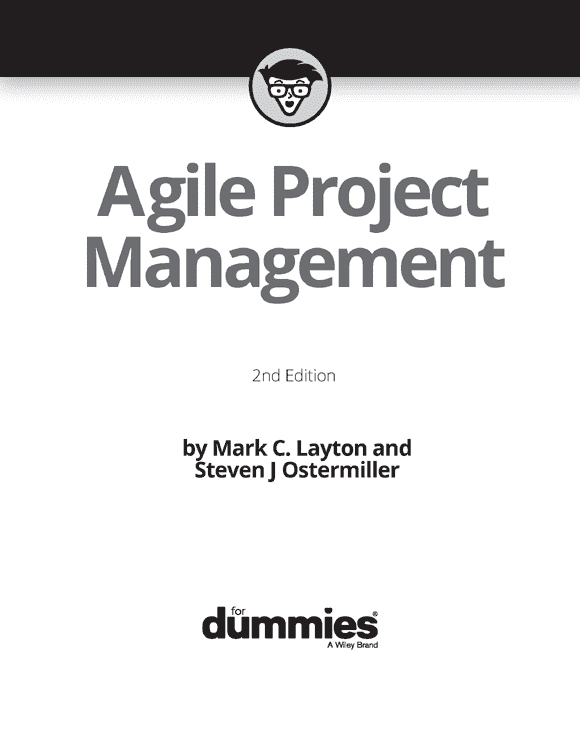 Agile Project
Management
2nd Edition
by Mark C. Layton and
Steven J Ostermiller
for
dummies®
A Wiley Brand